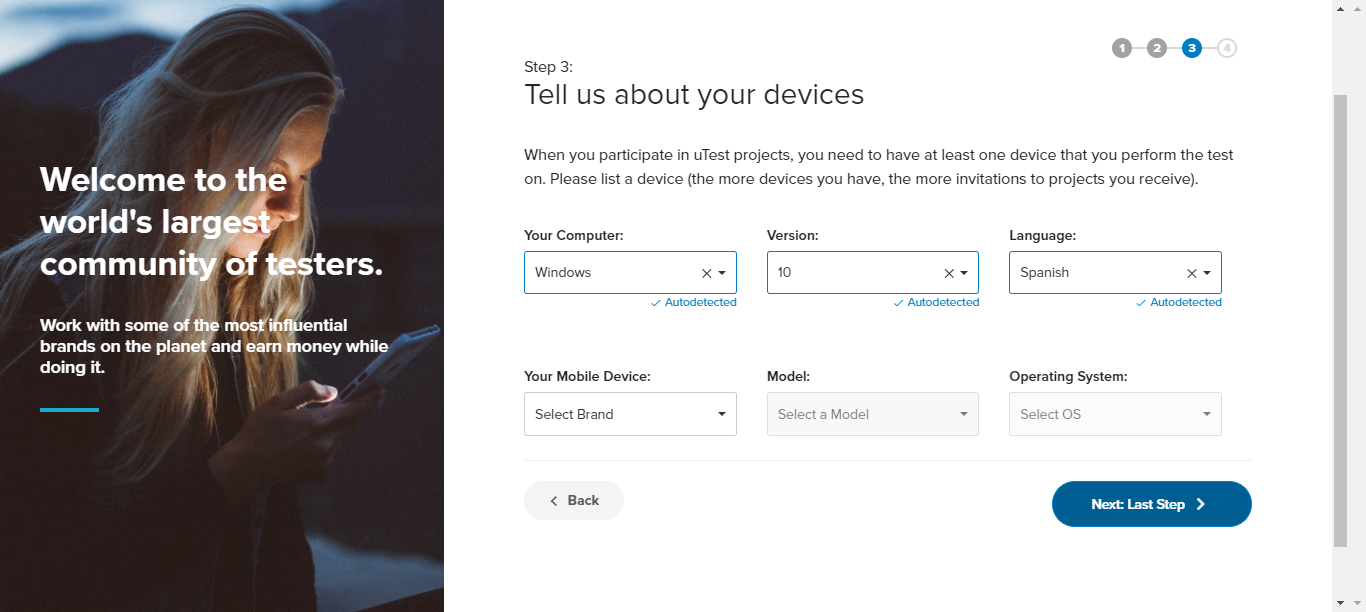 Welcome to the
world's largest
community of testers.
Work with some of the most influential
brands on the planet and earn money while
doing it.
1 2 3 4
Step 3:
Tell us about your devices
When you participate in uTest projects, you need to have at least one device that you perform the test
on. Please list a device (the more devices you have, the more invitations to projects you receive).
Your Computer: Version: Language:
Windows 10 Spanish
Autodetected Autodetected Autodetected
Your Mobile Device: Model: Operating System:
Select Brand Select a Model Select OS
Back Next: Last Step